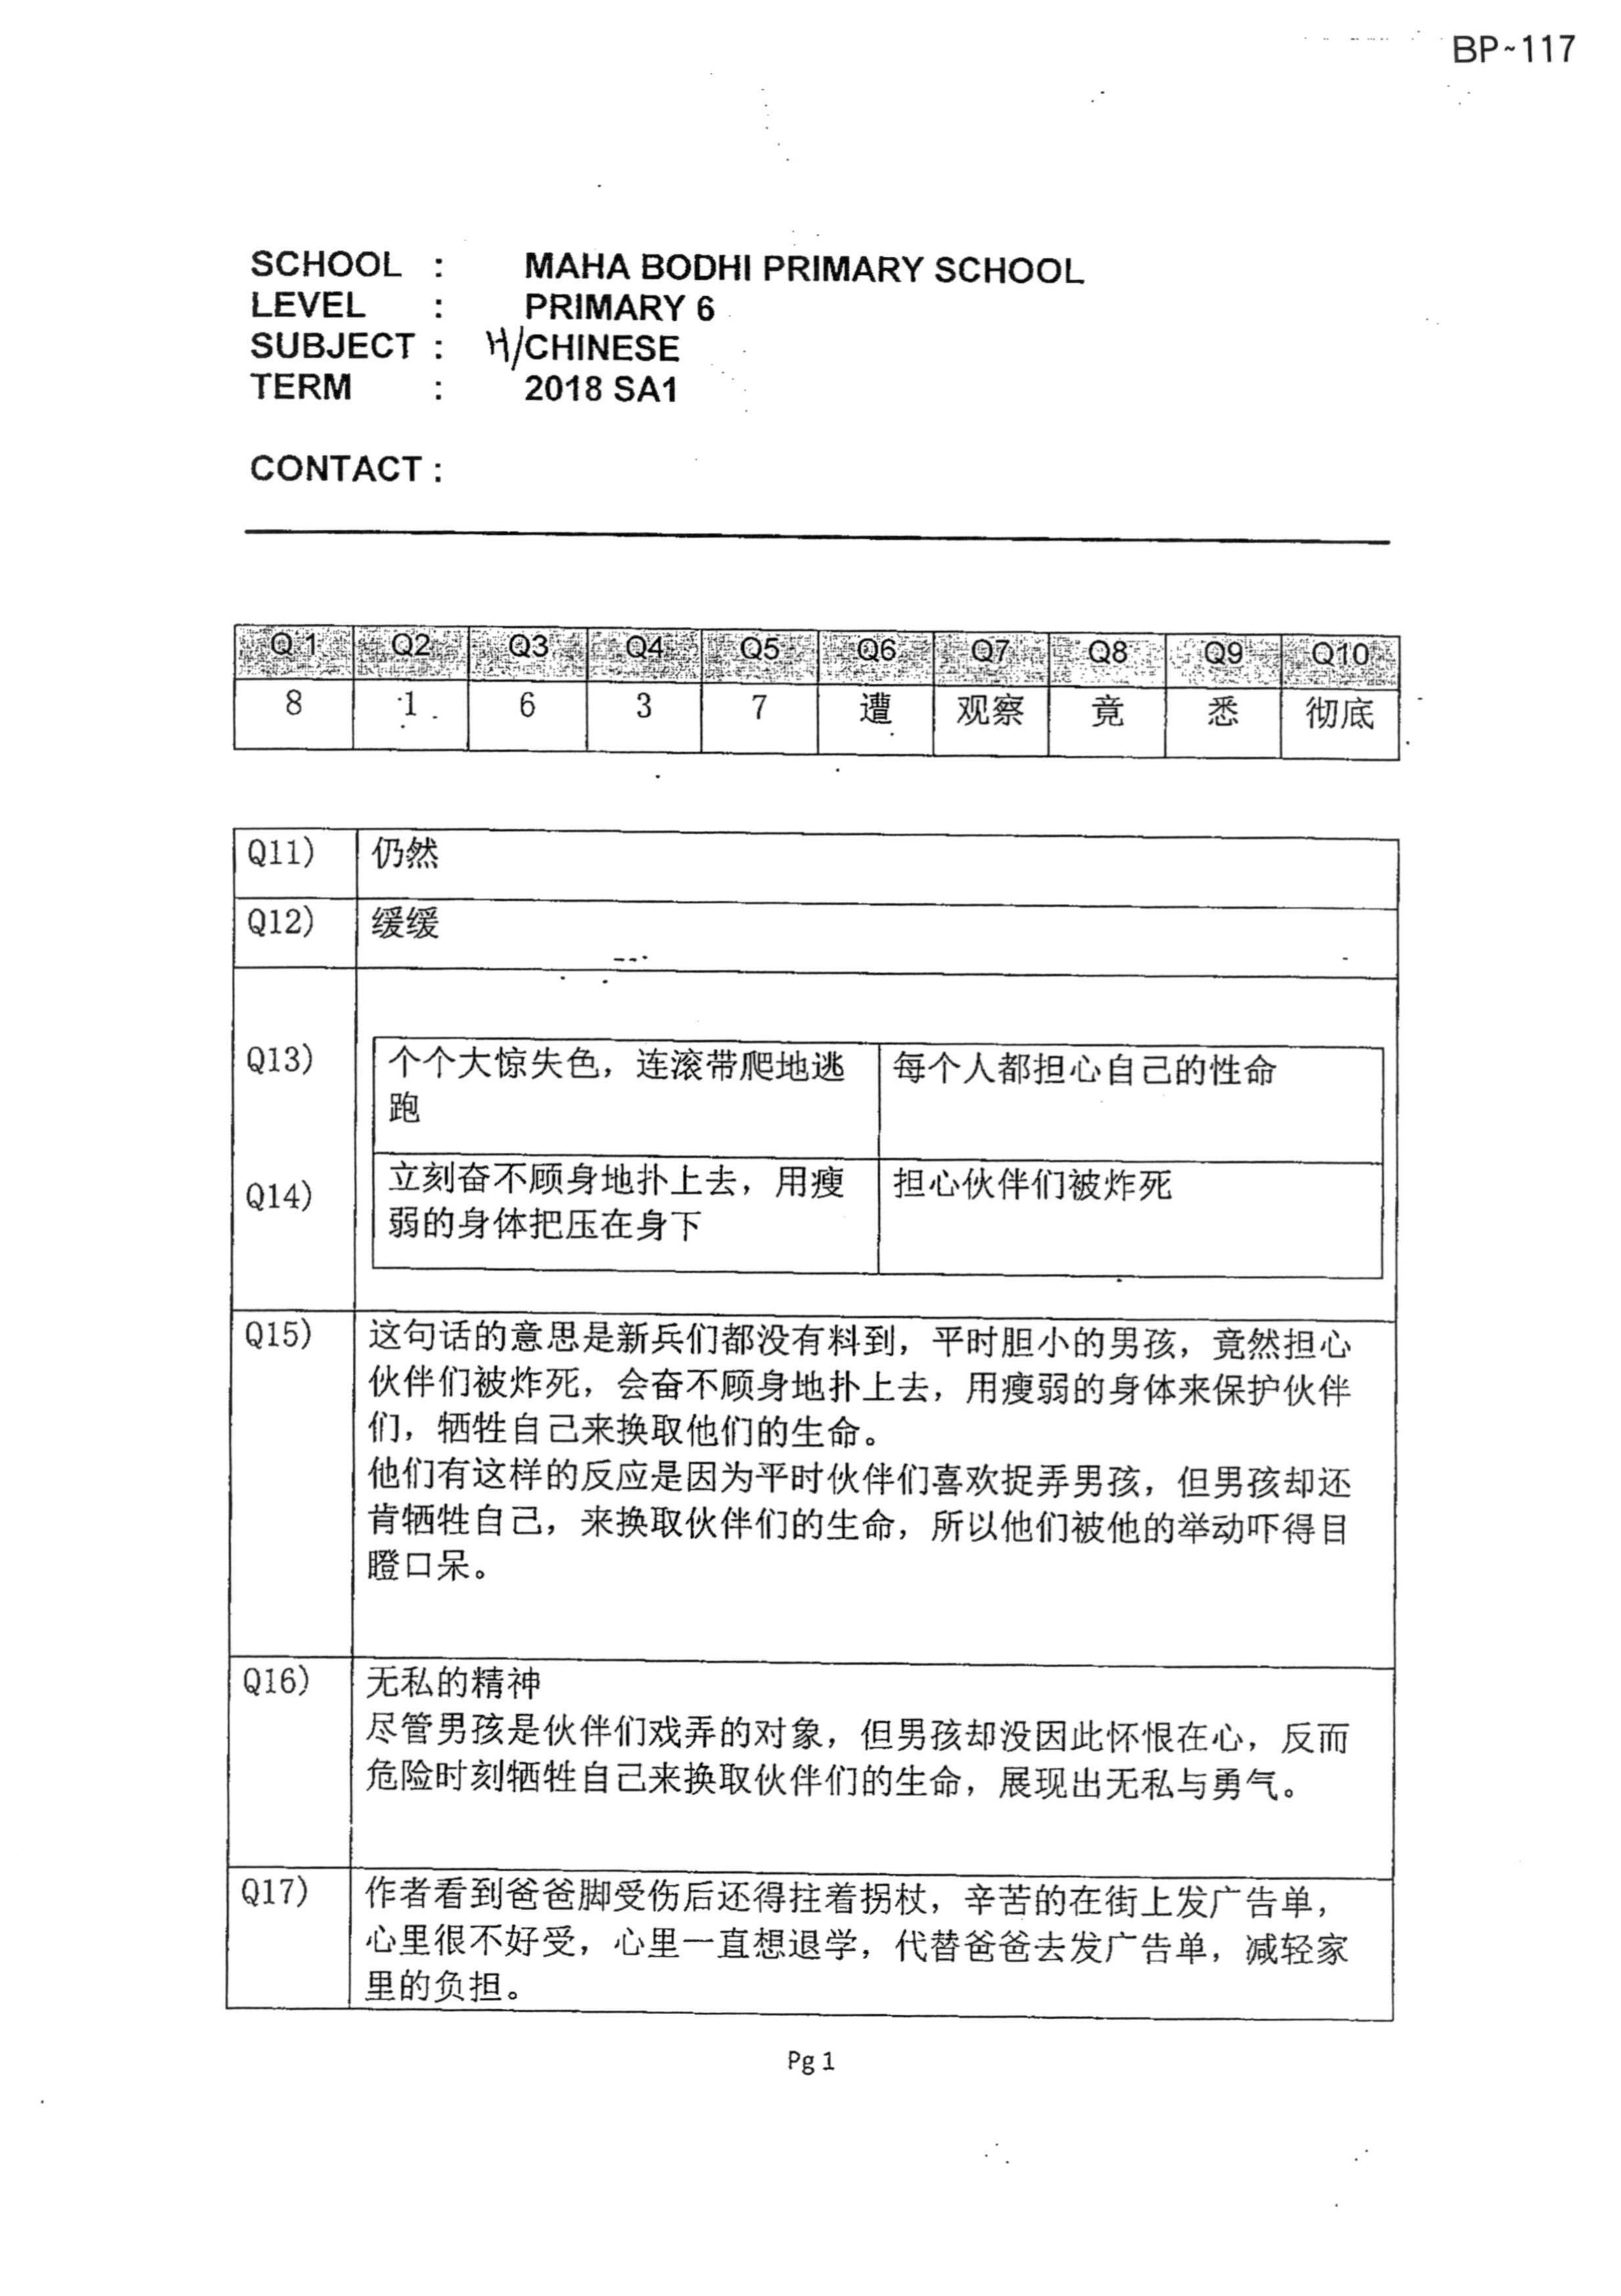 BP~117
SCHOOL : MAHA BODHI PRIMARY SCHOOL
LEVEL : PRIMARY 6
SUBJECT : H/CHINESE
TERM : 2018 SA1
CONTACT :
Q1 Q2 Q3 Q4 Q5 Q6 Q7 Q8 Q9 Q10
8 1 6 3 7 遭 观察 竟 悉 彻底
Q11) 仍然
Q12) 缓缓
Q13) 个个大惊失色，连滚带爬地逃 每个人都担心自己的性命
跑
Q14) 立刻奋不顾身地扑上去，用瘦 担心伙伴们被炸死
弱的身体把压在身下
Q15) 这句话的意思是新兵们都没有料到，平时胆小的男孩，竟然担心
伙伴们被炸死，会奋不顾身地扑上去，用瘦弱的身体来保护伙伴
们，牺牲自己来换取他们的生命。
他们有这样的反应是因为平时伙伴们喜欢捉弄男孩，但男孩却还
肯牺牲自己，来换取伙伴们的生命，所以他们被他的举动吓得目
瞪口呆。
Q16) 无私的精神
尽管男孩是伙伴们戏弄的对象，但男孩却没因此怀恨在心，反而
危险时刻牺牲自己来换取伙伴们的生命，展现出无私与勇气。
Q17) 作者看到爸爸脚受伤后还得拄着拐杖，辛苦的在街上发广告单，
心里很不好受，心里一直想退学，代替爸爸去发广告单，减轻家
里的负担。
Pg 1